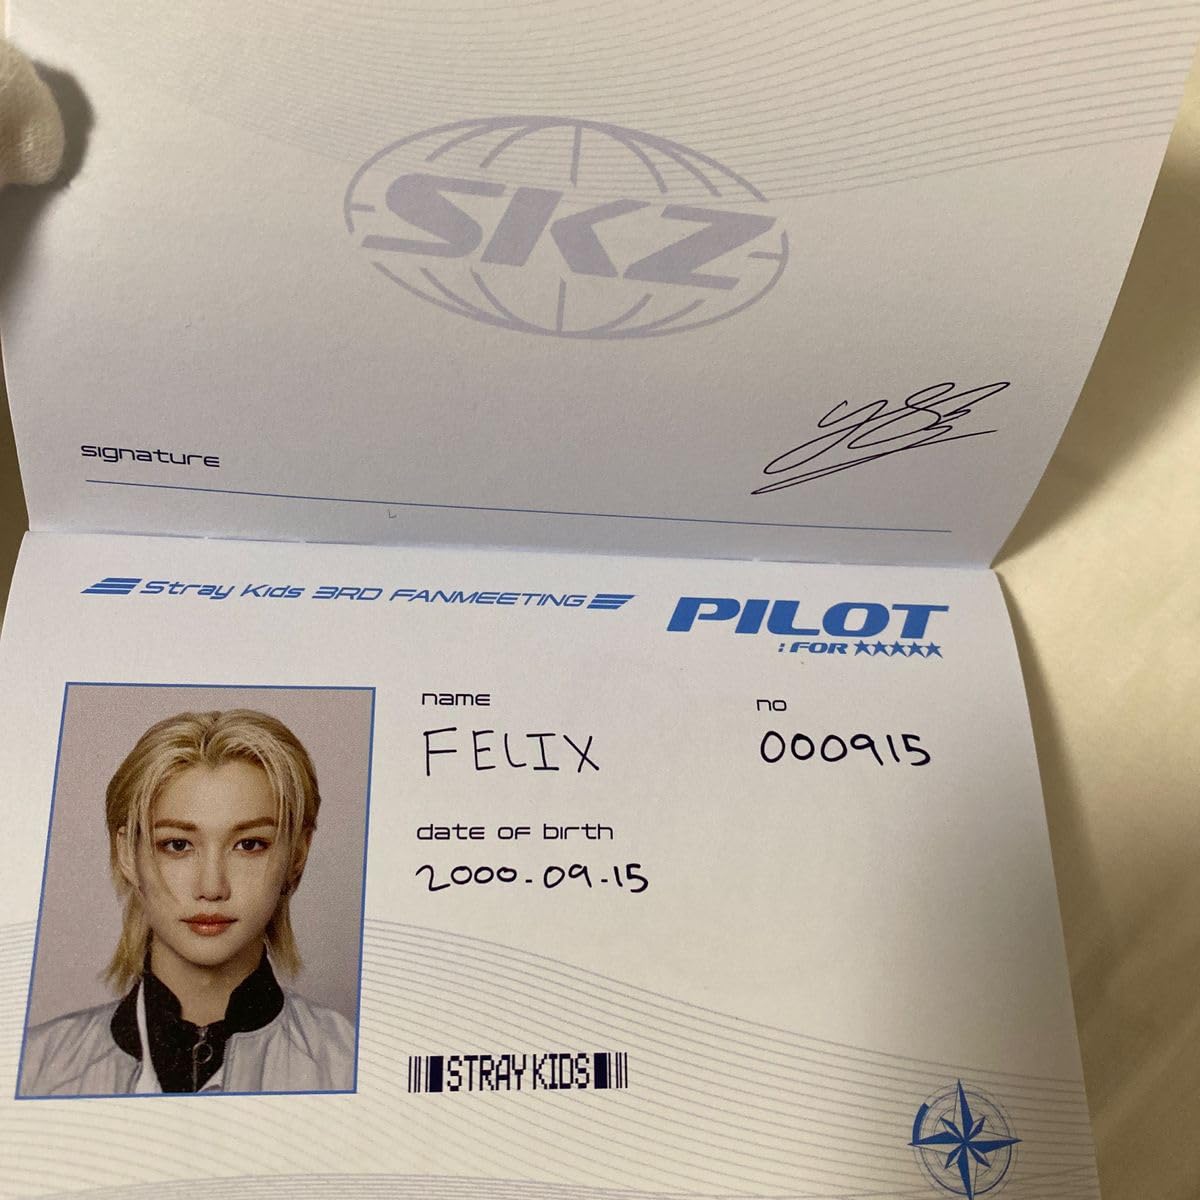 SKZ
signature
Stray Kids 3RD FANMEETING
PILOT
: FOR ★★★★★
name
no
FELIX
000915
date of birth
2000.09.15
STRAY KIDS